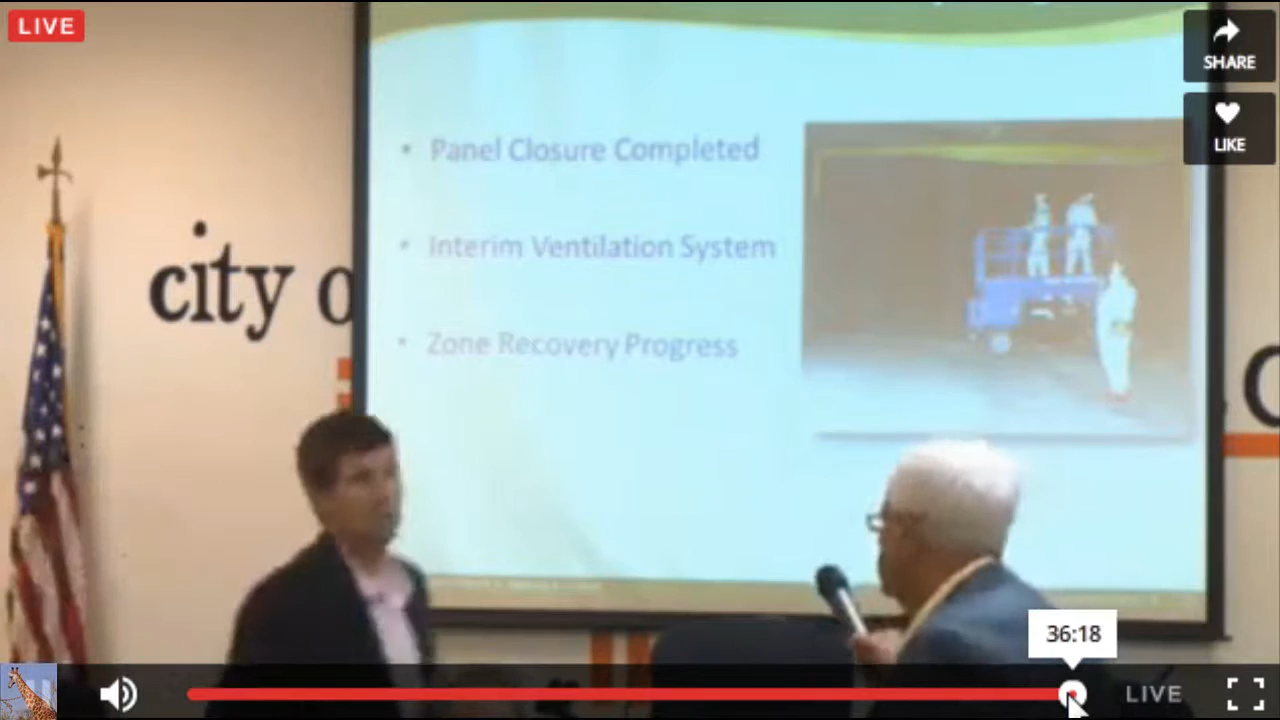 LIVE
SHARE
LIKE
• Panel Closure Completed
• Interim Ventilation System
• Zone Recovery Progress
city o
36:18
LIVE